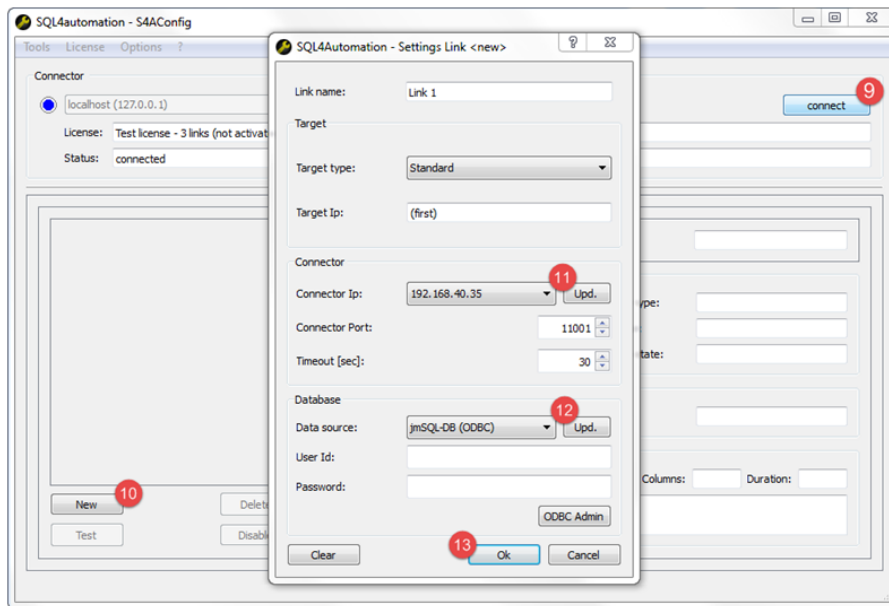 SQL4automation - S4AConfig
Tools License Options ?
Connector
localhost (127.0.0.1)
connect
9
License: Test license - 3 links (not activat
Status: connected
New
10
Delete
Test
Disabl
ype:
tate:
Columns:
Duration:
SQL4Automation - Settings Link <new>
?
Link name: Link 1
Target
Target type: Standard
Target Ip: (first)
Connector
11
Connector Ip: 192.168.40.35 Upd.
Connector Port: 11001
Timeout [sec]: 30
Database
12
Data source: jmSQL-DB (ODBC) Upd.
User Id:
Password:
ODBC Admin
13
Clear Ok Cancel